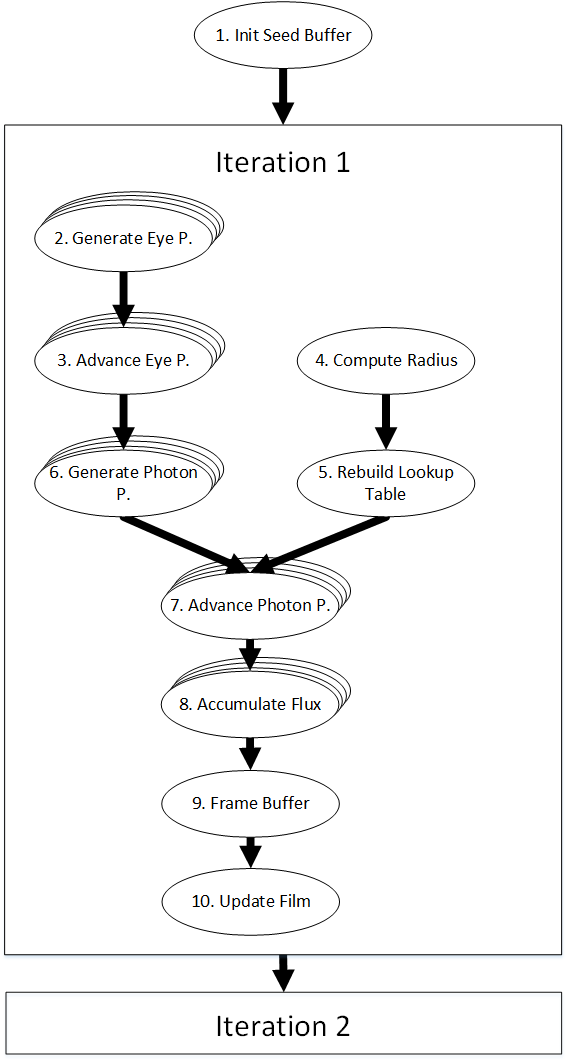 1. Init Seed Buffer
Iteration 1
2. Generate Eye P.
3. Advance Eye P.
4. Compute Radius
6. Generate Photon
P.
5. Rebuild Lookup
Table
7. Advance Photon P.
8. Accumulate Flux
9. Frame Buffer
10. Update Film
Iteration 2